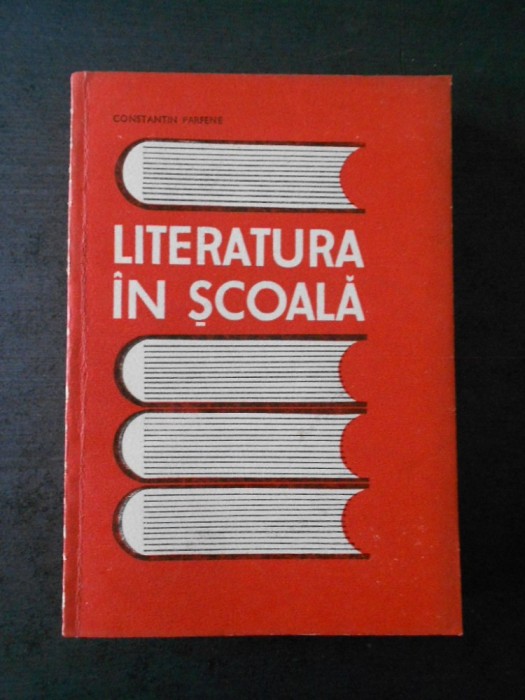 CONSTANTIN PARFENE
LITERATURA
ÎN ȘCOALĂ